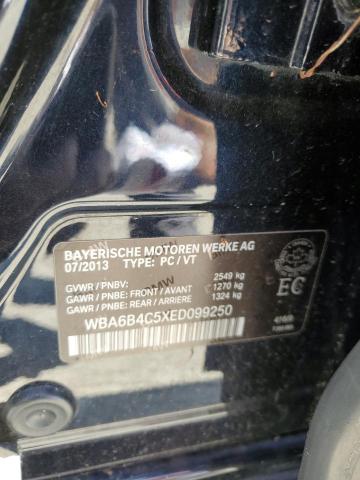 BAYERISCHE MOTOREN WERKE AG
07/2013 TYPE: PC / VT
GVWR / PNBV: 2549 kg
GAWR / PNBE: FRONT / AVANT 1270 kg
GAWR / PNBE: REAR / ARRIERE 1324 kg
WBA6B4C5XED099250
EC